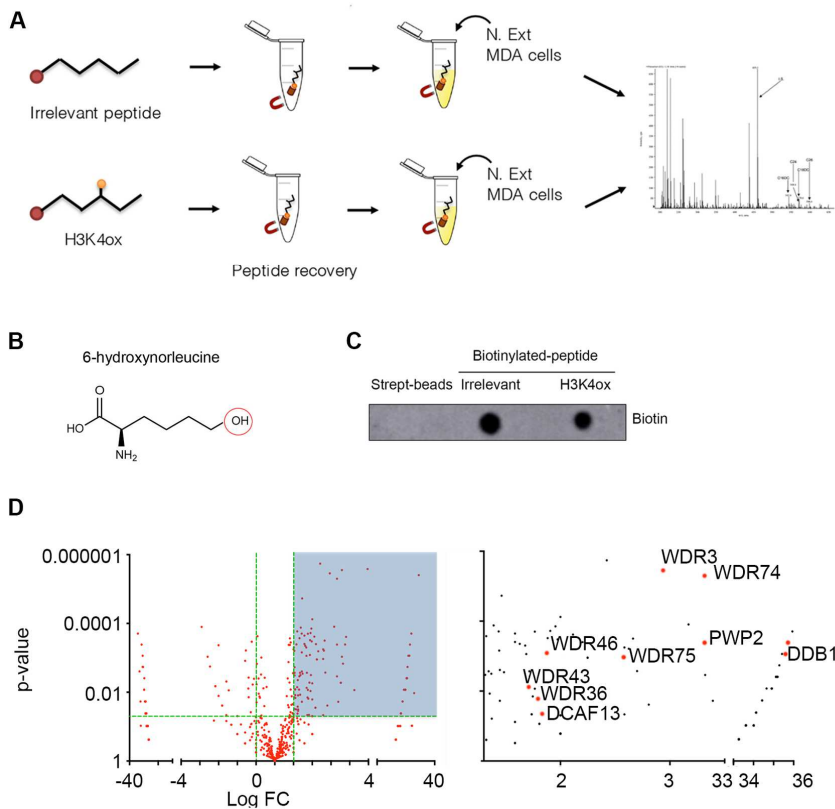 A
Irrelevant peptide
N. Ext
MDA cells
H3K4ox
Peptide recovery
N. Ext
MDA cells
B
6-hydroxynorleucine
O
HO
OH
NH2
C
Biotinylated-peptide
Strept-beads Irrelevant H3K4ox
Biotin
D
p-value
0.000001
0.0001
0.01
1
-40 -4 0 4 40
Log FC
WDR3
WDR74
WDR46
PWP2
WDR75
DDB1
WDR43
WDR36
DCAF13
2 3 33 34 36